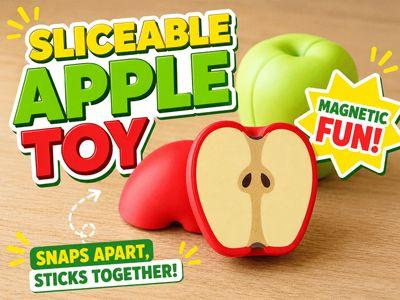 SLICEABLE
APPLE
TOY
MAGNETIC
FUN!
SNAPS APART,
STICKS TOGETHER!